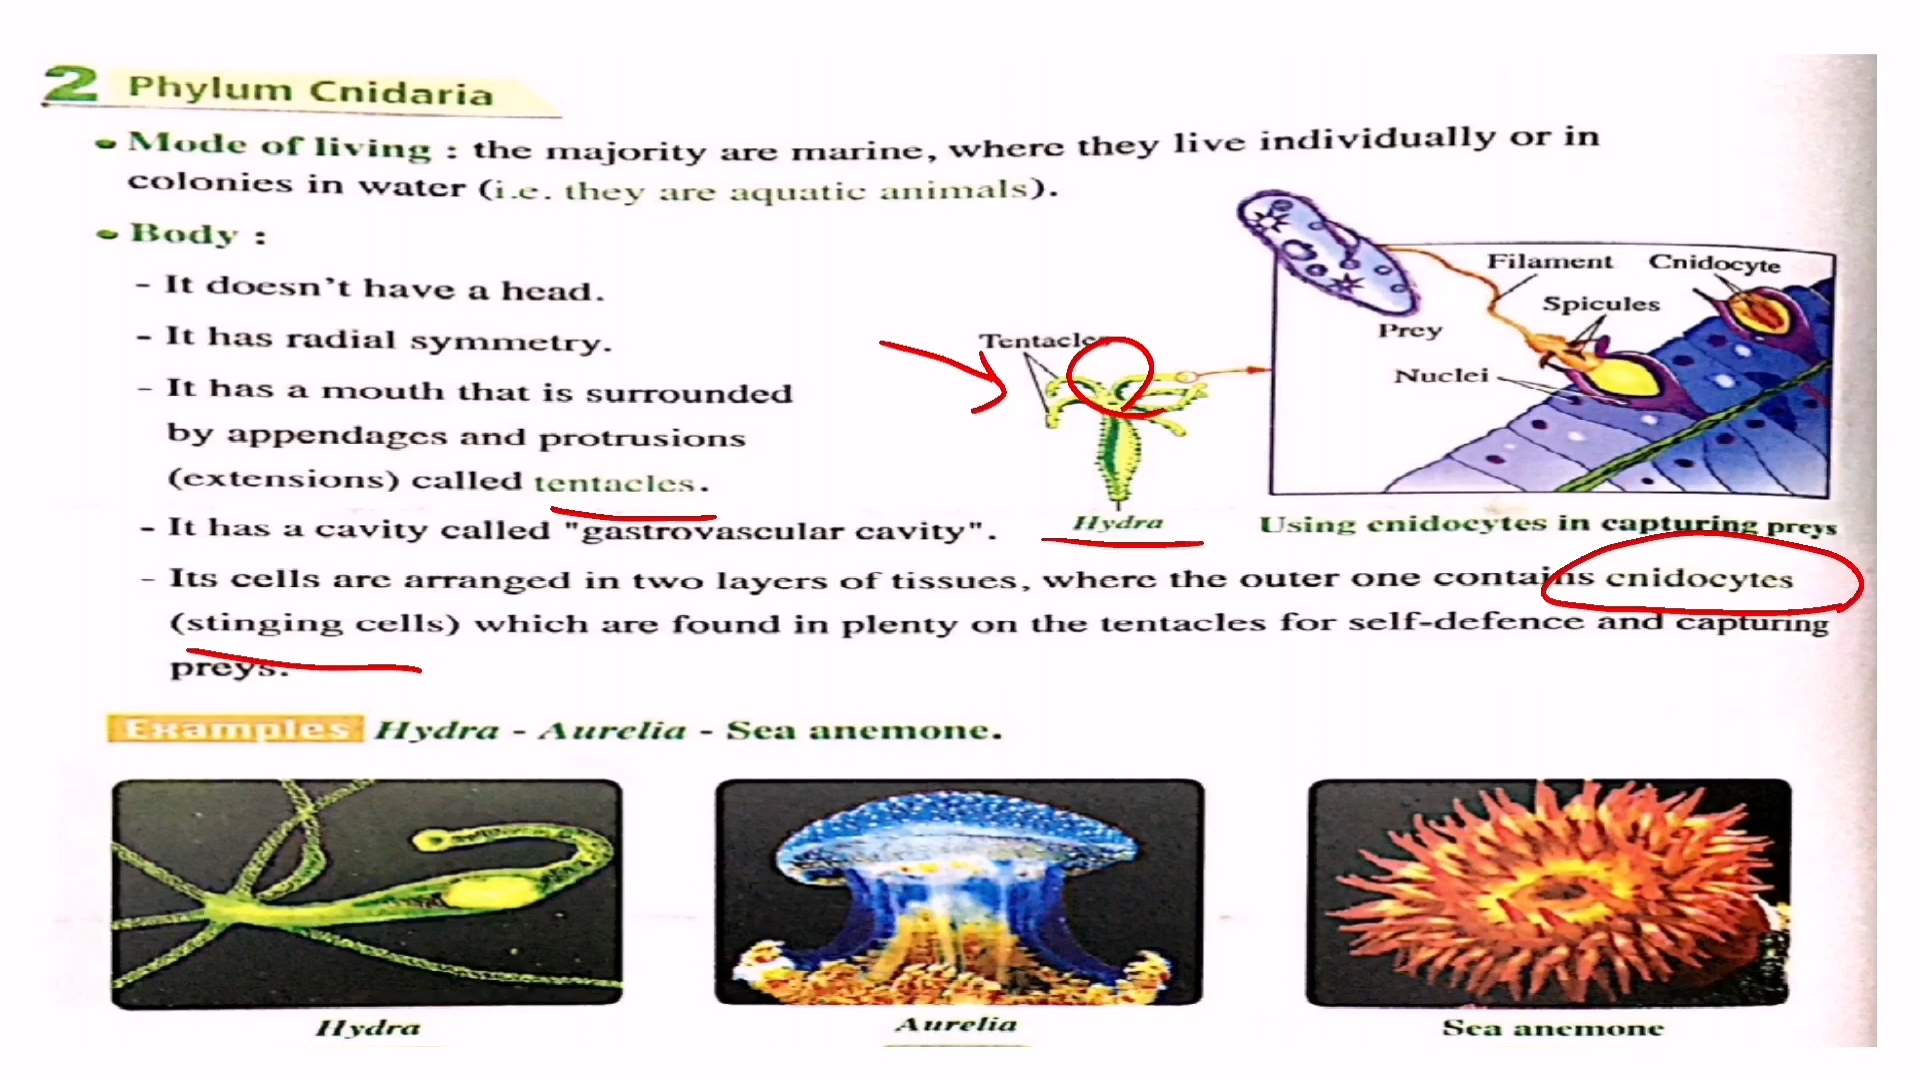 2 Phylum Cnidaria
Mode of living : the majority are marine, where they live individually or in
colonies in water (i.e. they are aquatic animals).
Body :
- It doesn't have a head.
- It has radial symmetry.
- It has a mouth that is surrounded
by appendages and protrusions
(extensions) called tentacles.
- It has a cavity called "gastrovascular cavity".
- Its cells are arranged in two layers of tissues, where the outer one contains cnidocytes
(stinging cells) which are found in plenty on the tentacles for self-defence and capturing
preys.
Tentacles
Hydra
Filament Cnidocyte
Spicules
Prey
Nuclei
Using cnidocytes in capturing preys
Examples Hydra - Aurelia - Sea anemone.
Hydra
Aurelia
Sea anemone